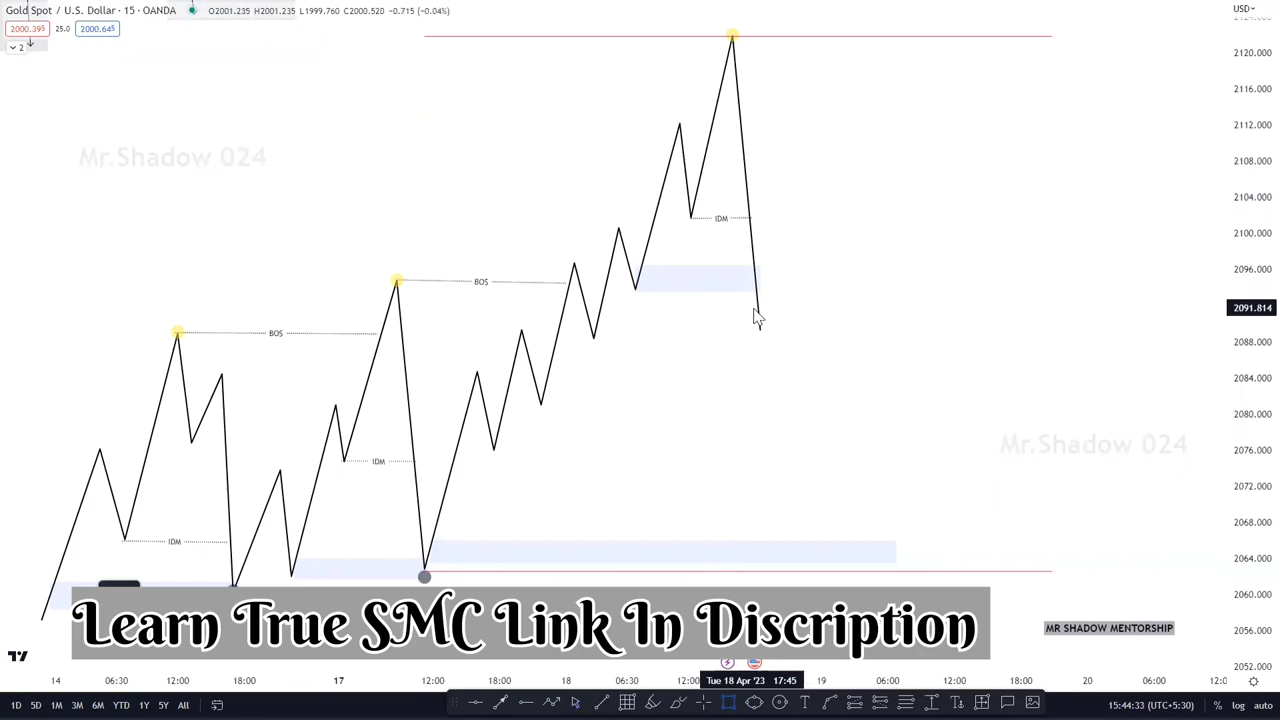 Gold Spot / U.S. Dollar · 15 · OANDA O2001.235 H2001.235 L1999.760 C2000.520 -0.715 (-0.04%) USD
2000.395 25.0 2000.645
2
2124.000
2120.000
2116.000
2112.000
2108.000
2104.000
2100.000
2096.000
2091.814
2088.000
2084.000
2080.000
2076.000
2072.000
2068.000
2064.000
2060.000
2056.000
2052.000
Mr.Shadow 024
IDM
BOS
BOS
Mr.Shadow 024
IDM
IDM
Learn True SMC Link In Discription
MR SHADOW MENTORSHIP
14 06:30 12:00 18:00 17 12:00 18:00 18 06:30 12:00 Tue 18 Apr '23 17:45 19 06:00 12:00 18:00 20 06:00 12:0
1D 5D 1M 3M 6M YTD 1Y 5Y All 15:44:33 (UTC+5:30) % log auto